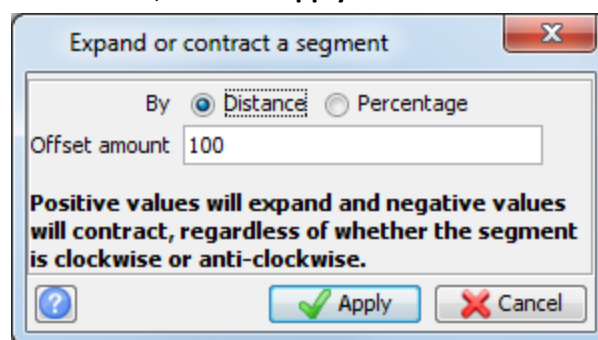 Expand or contract a segment
By Distance Percentage
Offset amount 100
Positive values will expand and negative values
will contract, regardless of whether the segment
is clockwise or anti-clockwise.
? Apply Cancel